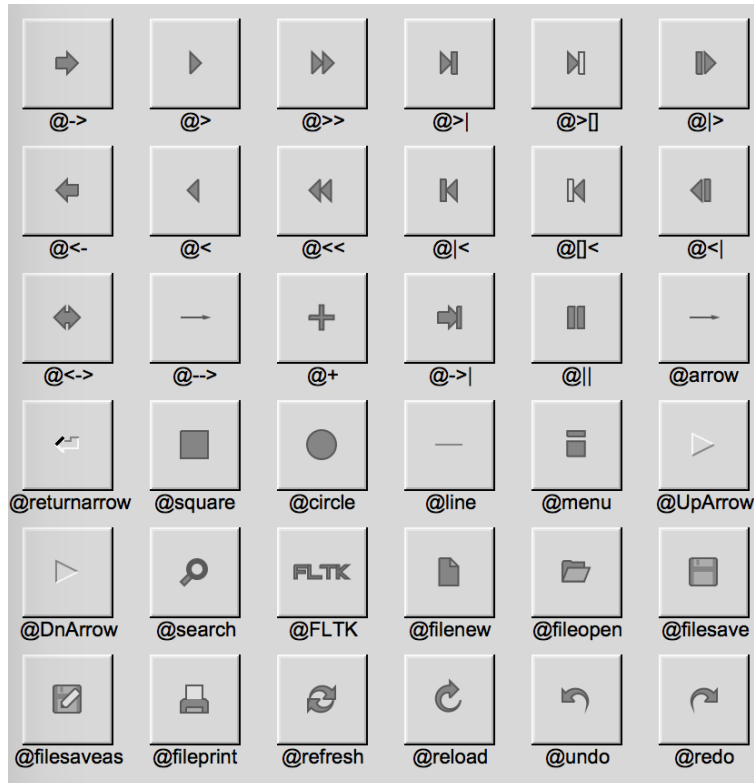 @-> @> @>> @>| @>[] @|>
@<- @< @<< @|< @[]< @<|
@<-> @--> @+ @->| @|| @arrow
@returnarrow @square @circle @line @menu @UpArrow
FLTK
@DnArrow @search @FLTK @filenew @fileopen @filesave
@filesaveas @fileprint @refresh @reload @undo @redo